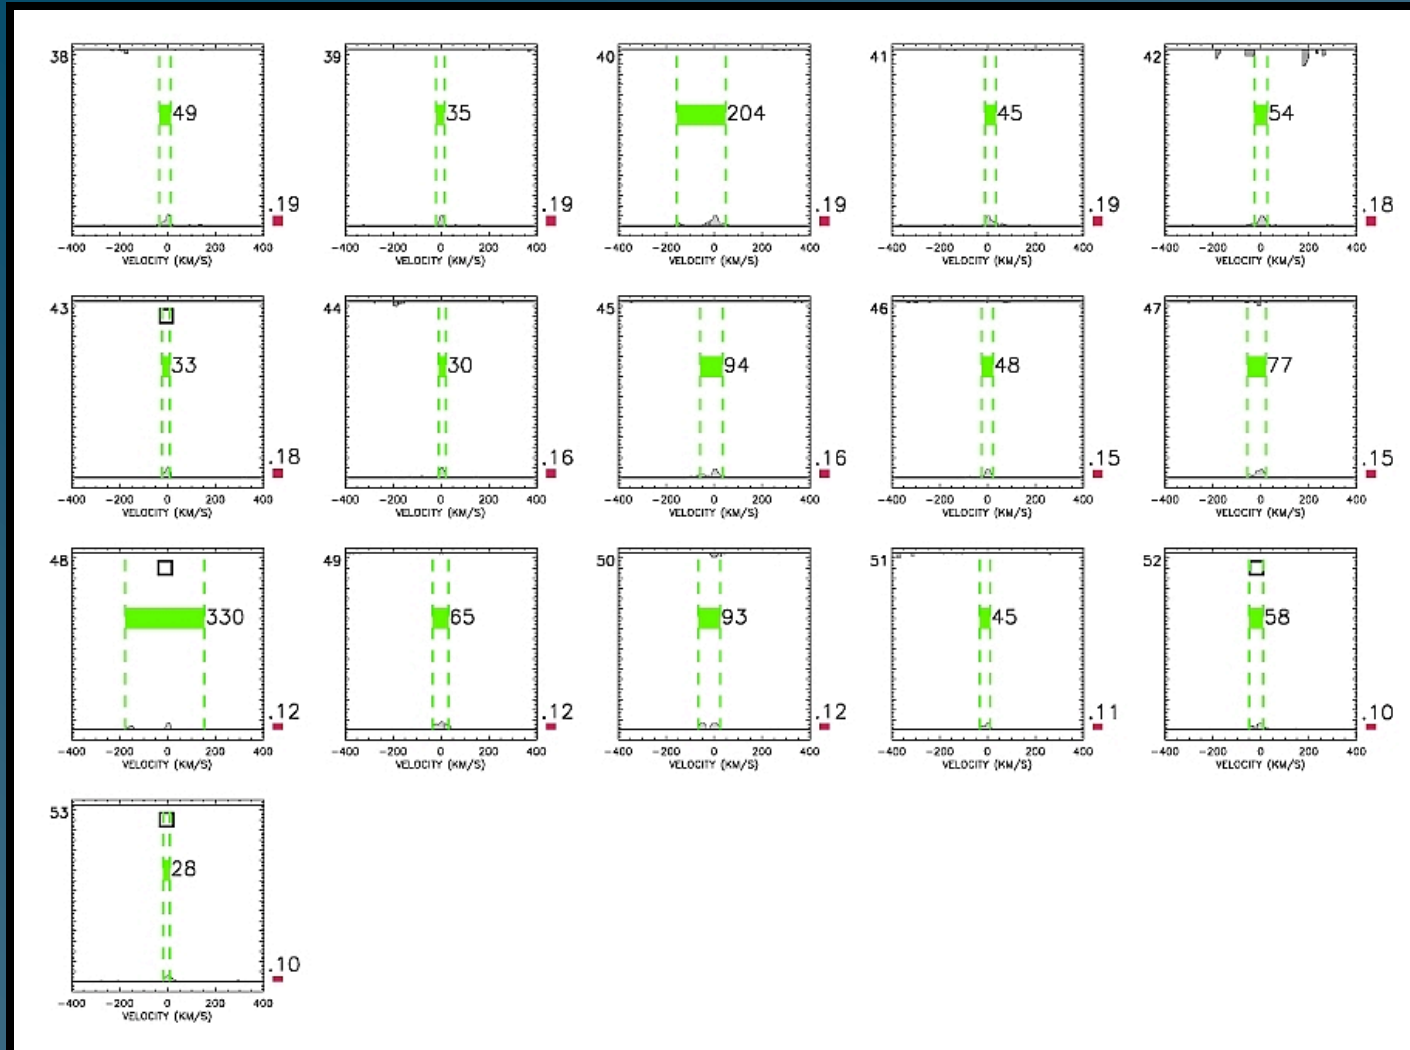 38 49 .19
-400 -200 0 200 400
VELOCITY (KM/S)
39 35 .19
-400 -200 0 200 400
VELOCITY (KM/S)
40 204 .19
-400 -200 0 200 400
VELOCITY (KM/S)
41 45 .19
-400 -200 0 200 400
VELOCITY (KM/S)
42 54 .18
-400 -200 0 200 400
VELOCITY (KM/S)
43 33 .18
-400 -200 0 200 400
VELOCITY (KM/S)
44 30 .16
-400 -200 0 200 400
VELOCITY (KM/S)
45 94 .16
-400 -200 0 200 400
VELOCITY (KM/S)
46 48 .15
-400 -200 0 200 400
VELOCITY (KM/S)
47 77 .15
-400 -200 0 200 400
VELOCITY (KM/S)
48 330 .12
-400 -200 0 200 400
VELOCITY (KM/S)
49 65 .12
-400 -200 0 200 400
VELOCITY (KM/S)
50 93 .12
-400 -200 0 200 400
VELOCITY (KM/S)
51 45 .11
-400 -200 0 200 400
VELOCITY (KM/S)
52 58 .10
-400 -200 0 200 400
VELOCITY (KM/S)
53 28 .10
-400 -200 0 200 400
VELOCITY (KM/S)